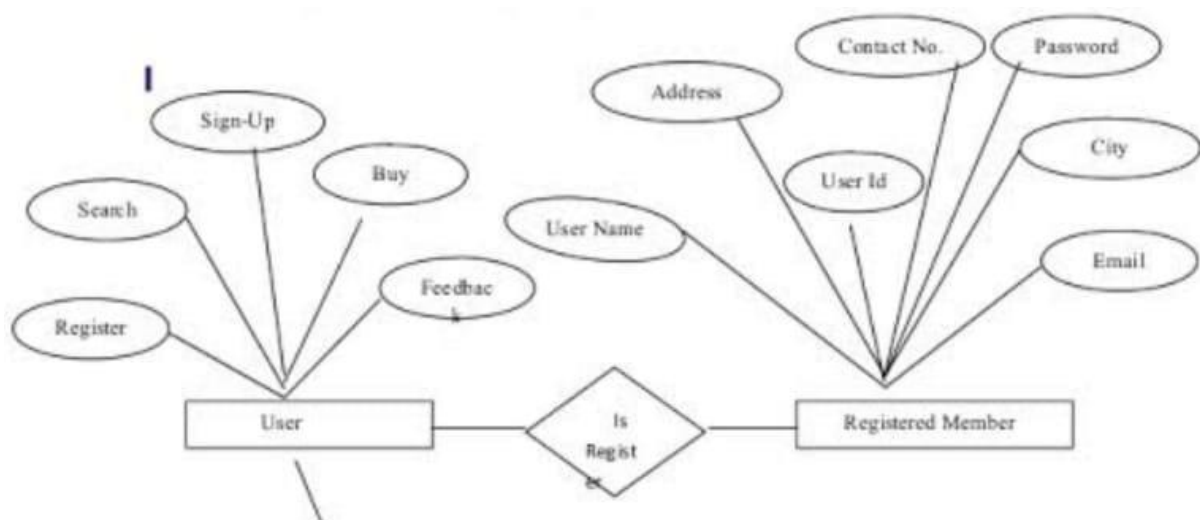 Contact No.
Password
Address
Sign-Up
City
Buy
User Id
Search
User Name
Email
Feedbac
k
Register
User
Is
Regist
er
Registered Member